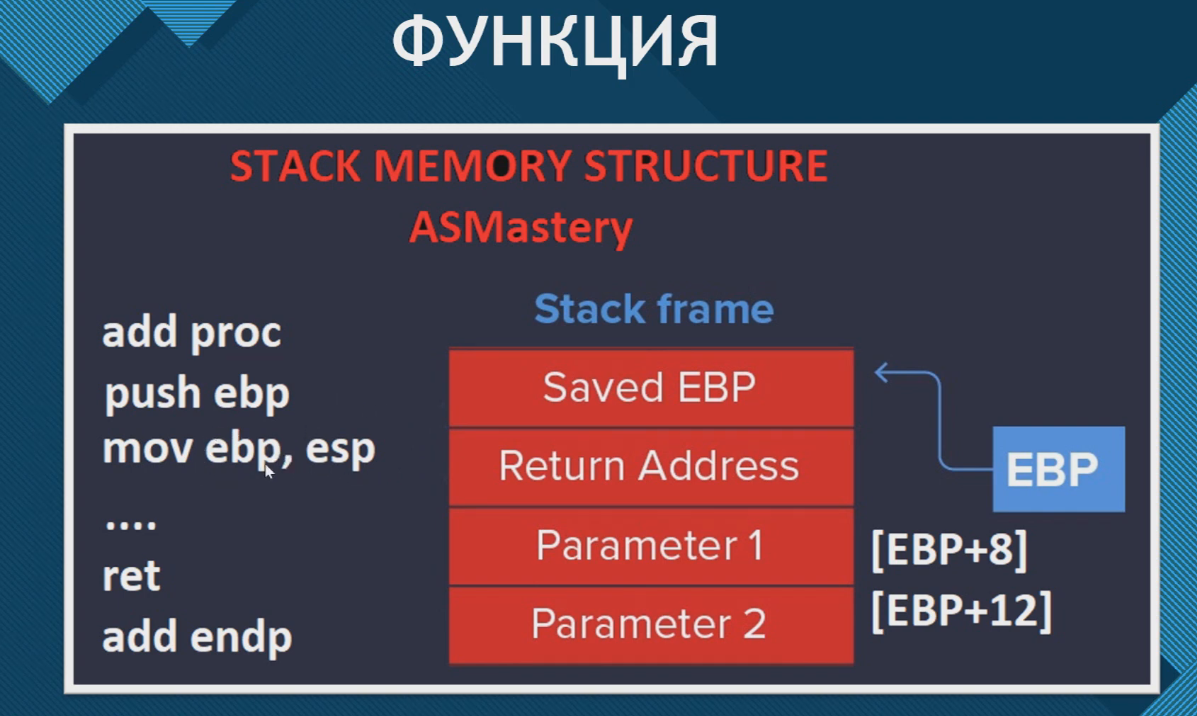 ФУНКЦИЯ
STACK MEMORY STRUCTURE
ASMastery
add proc
push ebp
mov ebp, esp
....
ret
add endp
Stack frame
Saved EBP
Return Address
Parameter 1
Parameter 2
EBP
[EBP+8]
[EBP+12]